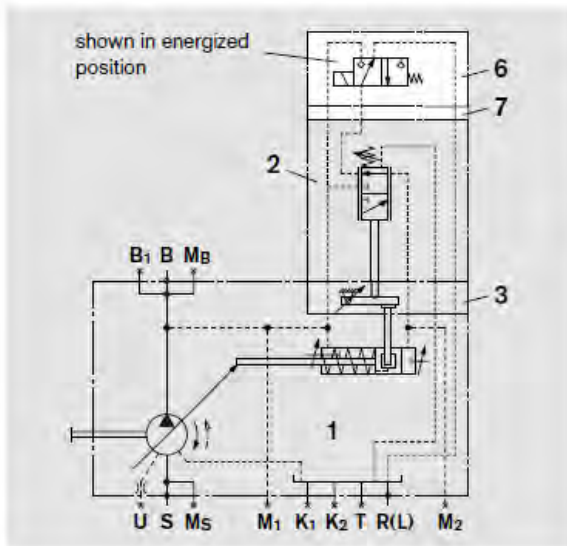 shown in energized
position
6
7
2
B1 B MB
3
1
U S MS M1 K1 K2 T R(L) M2